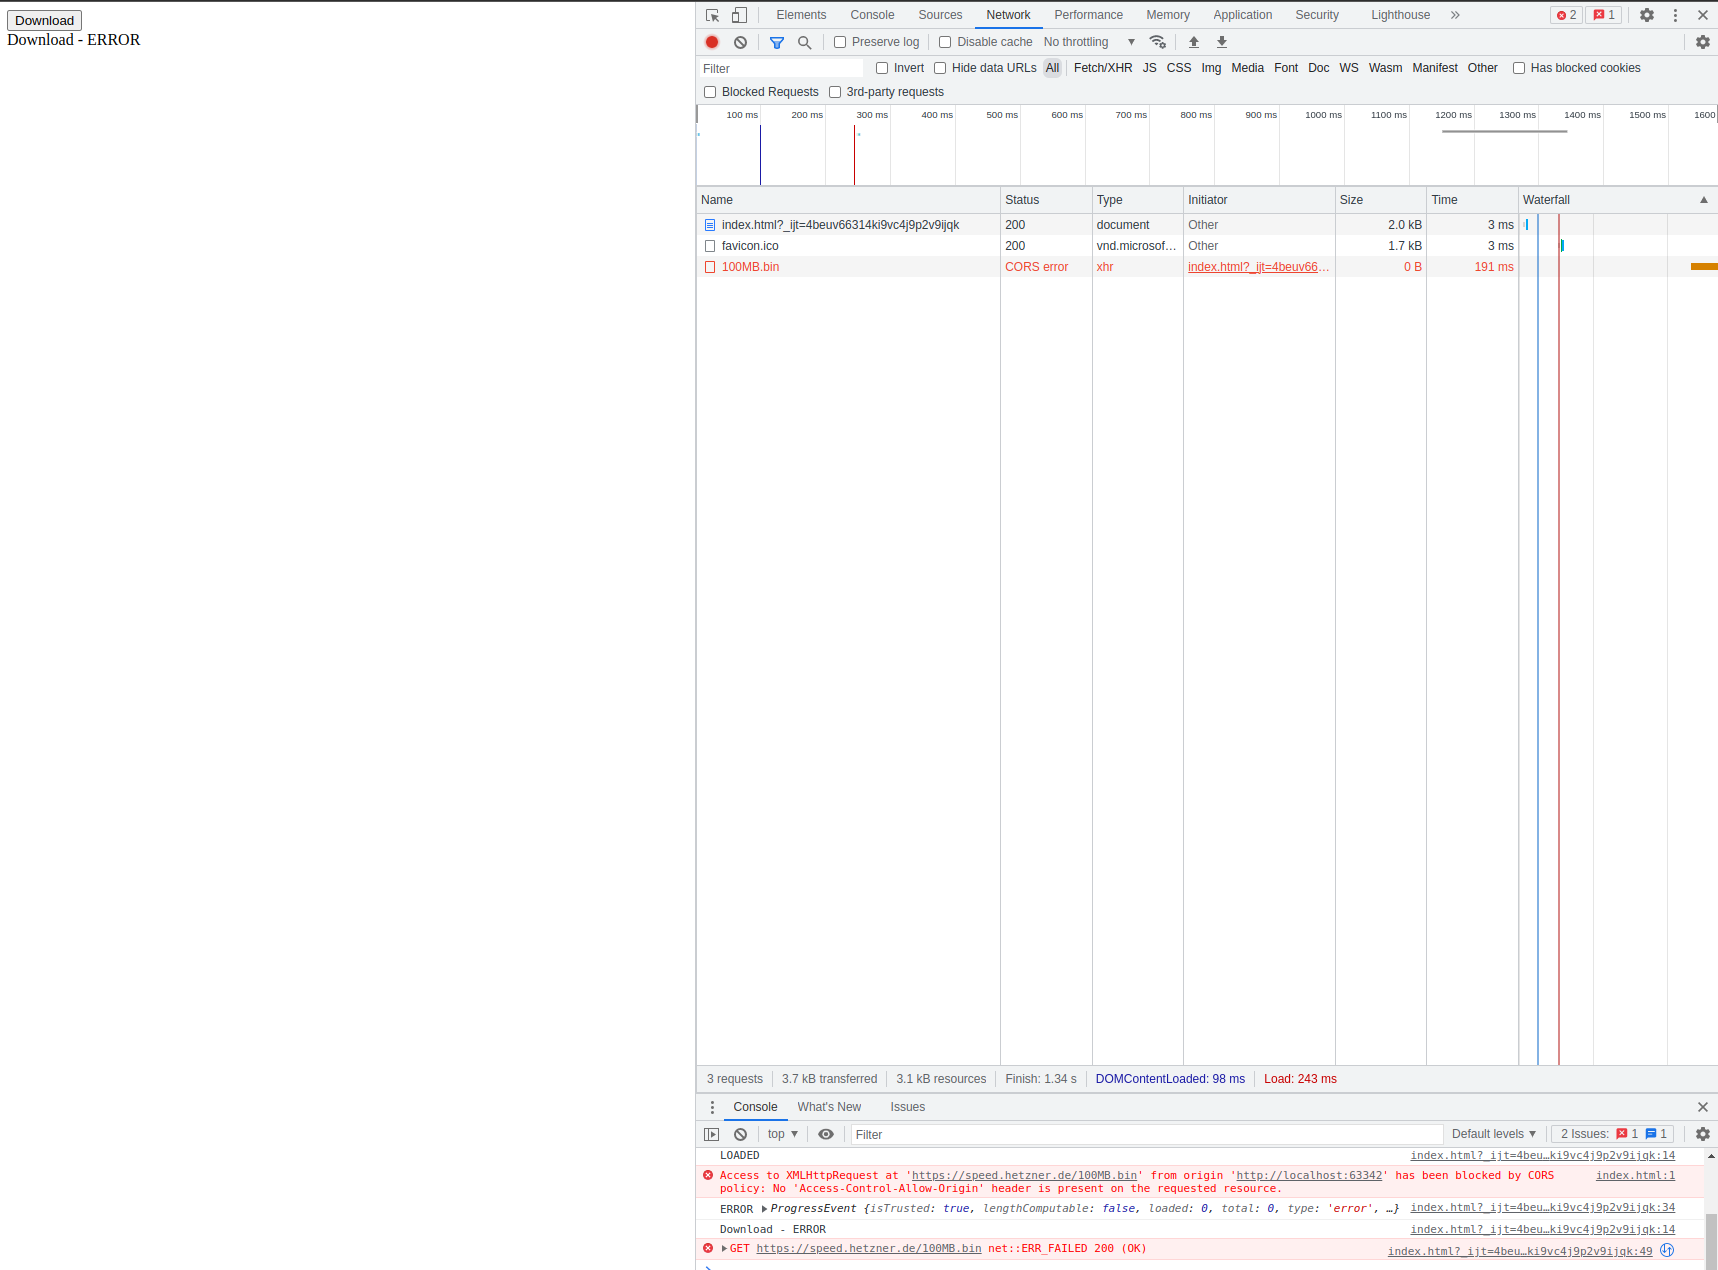 Download
Download - ERROR
Elements Console Sources Network Performance Memory Application Security Lighthouse » 2 1
Preserve log Disable cache No throttling
Filter Invert Hide data URLs All Fetch/XHR JS CSS Img Media Font Doc WS Wasm Manifest Other Has blocked cookies
Blocked Requests 3rd-party requests
100 ms 200 ms 300 ms 400 ms 500 ms 600 ms 700 ms 800 ms 900 ms 1000 ms 1100 ms 1200 ms 1300 ms 1400 ms 1500 ms 1600
Name Status Type Initiator Size Time Waterfall
index.html?_ijt=4beuv66314ki9vc4j9p2v9ijqk 200 document Other 2.0 kB 3 ms
favicon.ico 200 vnd.microsof... Other 1.7 kB 3 ms
100MB.bin CORS error xhr index.html?_ijt=4beuv66... 0 B 191 ms
3 requests 3.7 kB transferred 3.1 kB resources Finish: 1.34 s DOMContentLoaded: 98 ms Load: 243 ms
Console What's New Issues
top Filter Default levels 2 Issues: 1 1
LOADED index.html?_ijt=4beu…ki9vc4j9p2v9ijqk:14
Access to XMLHttpRequest at 'https://speed.hetzner.de/100MB.bin' from origin 'http://localhost:63342' has been blocked by CORS index.html:1
policy: No 'Access-Control-Allow-Origin' header is present on the requested resource.
ERROR ProgressEvent {isTrusted: true, lengthComputable: false, loaded: 0, total: 0, type: 'error', …} index.html?_ijt=4beu…ki9vc4j9p2v9ijqk:34
Download - ERROR index.html?_ijt=4beu…ki9vc4j9p2v9ijqk:14
GET https://speed.hetzner.de/100MB.bin net::ERR_FAILED 200 (OK) index.html?_ijt=4beu…ki9vc4j9p2v9ijqk:49